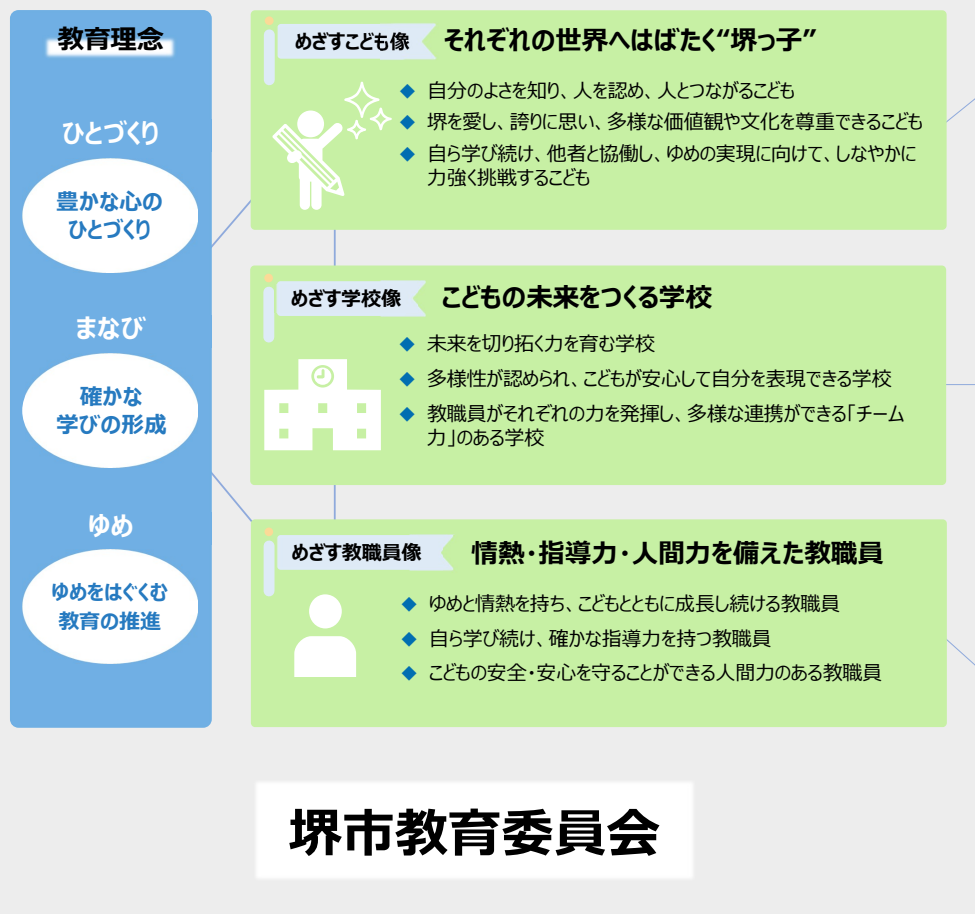 教育理念
ひとづくり
豊かな心の
ひとづくり
まなび
確かな
学びの形成
ゆめ
ゆめをはぐくむ
教育の推進
めざすこども像
それぞれの世界へはばたく“堺っ子”
◆ 自分のよさを知り、人を認め、人とつながるこども
◆ 堺を愛し、誇りに思い、多様な価値観や文化を尊重できるこども
◆ 自ら学び続け、他者と協働し、ゆめの実現に向けて、しなやかに
力強く挑戦するこども
めざす学校像
こどもの未来をつくる学校
◆ 未来を切り拓く力を育む学校
◆ 多様性が認められ、こどもが安心して自分を表現できる学校
◆ 教職員がそれぞれの力を発揮し、多様な連携ができる「チーム
力」のある学校
めざす教職員像
情熱・指導力・人間力を備えた教職員
◆ ゆめと情熱を持ち、こどもとともに成長し続ける教職員
◆ 自ら学び続け、確かな指導力を持つ教職員
◆ こどもの安全・安心を守ることができる人間力のある教職員
堺市教育委員会